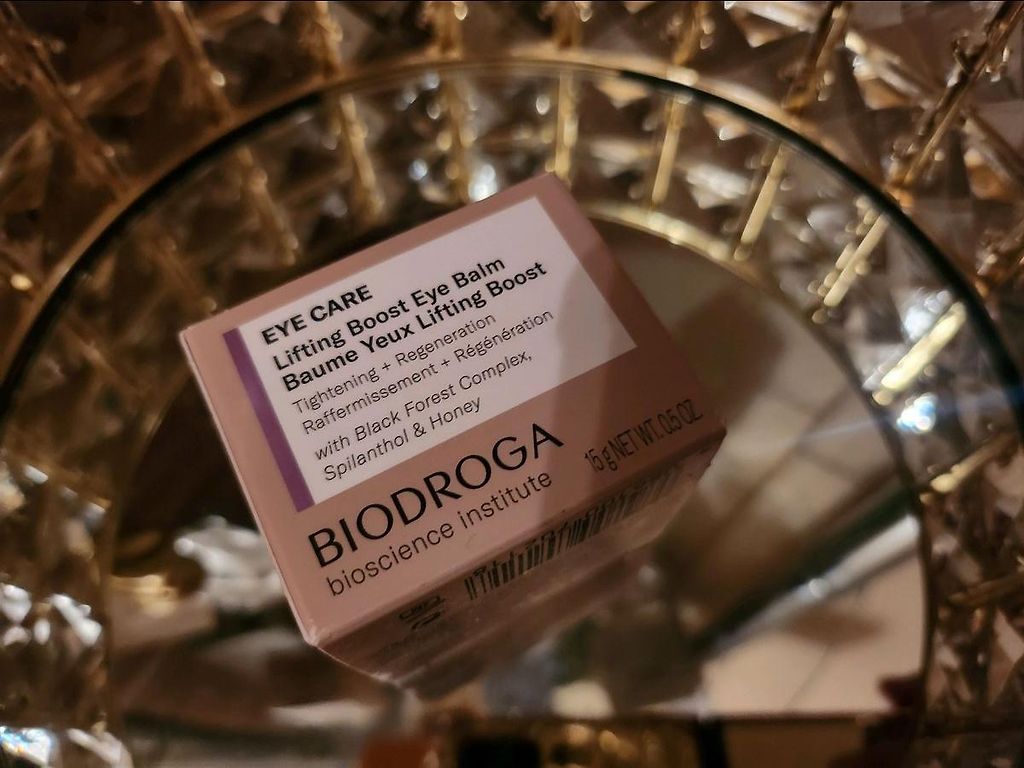 EYE CARE
Lifting Boost Eye Balm
Baume Yeux Lifting Boost
Tightening + Regeneration
Raffermissement + Régénération
with Black Forest Complex,
Spilanthol & Honey
BIODROGA
bioscience institute
15 g NET WT. 0.5 OZ.